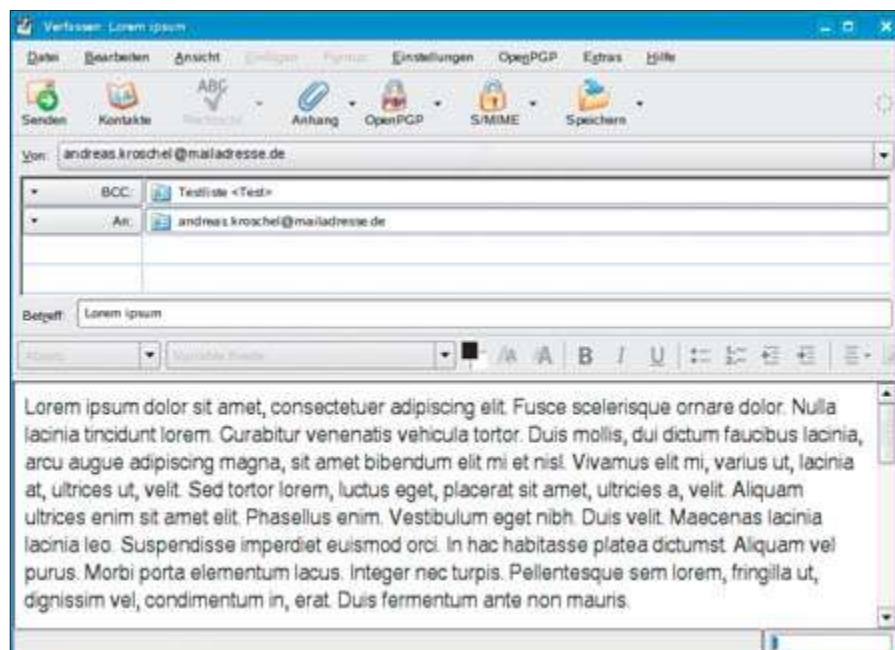 Verfassen: Lorem ipsum
Datei Bearbeiten Ansicht Einfügen Format Einstellungen OpenPGP Extras Hilfe
ABC
Senden Kontakte Anhang OpenPGP S/MIME Speichern
Von: andreas.kroschel@mailadresse.de
BCC: Testliste <Test>
An: andreas.kroschel@mailadresse.de
Betreff: Lorem ipsum
Variable Breite
A A B I U
Lorem ipsum dolor sit amet, consectetuer adipiscing elit. Fusce scelerisque ornare dolor. Nulla
lacinia tincidunt lorem. Curabitur venenatis vehicula tortor. Duis mollis, dui dictum faucibus lacinia,
arcu augue adipiscing magna, sit amet bibendum elit mi et nisl. Vivamus elit mi, varius ut, lacinia
at, ultrices ut, velit. Sed tortor lorem, luctus eget, placerat sit amet, ultricies a, velit. Aliquam
ultrices enim sit amet elit. Phasellus enim. Vestibulum eget nibh. Duis velit. Maecenas lacinia
lacinia leo. Suspendisse imperdiet euismod orci. In hac habitasse platea dictumst. Aliquam vel
purus. Morbi porta elementum lacus. Integer nec turpis. Pellentesque sem lorem, fringilla ut,
dignissim vel, condimentum in, erat. Duis fermentum ante non mauris.